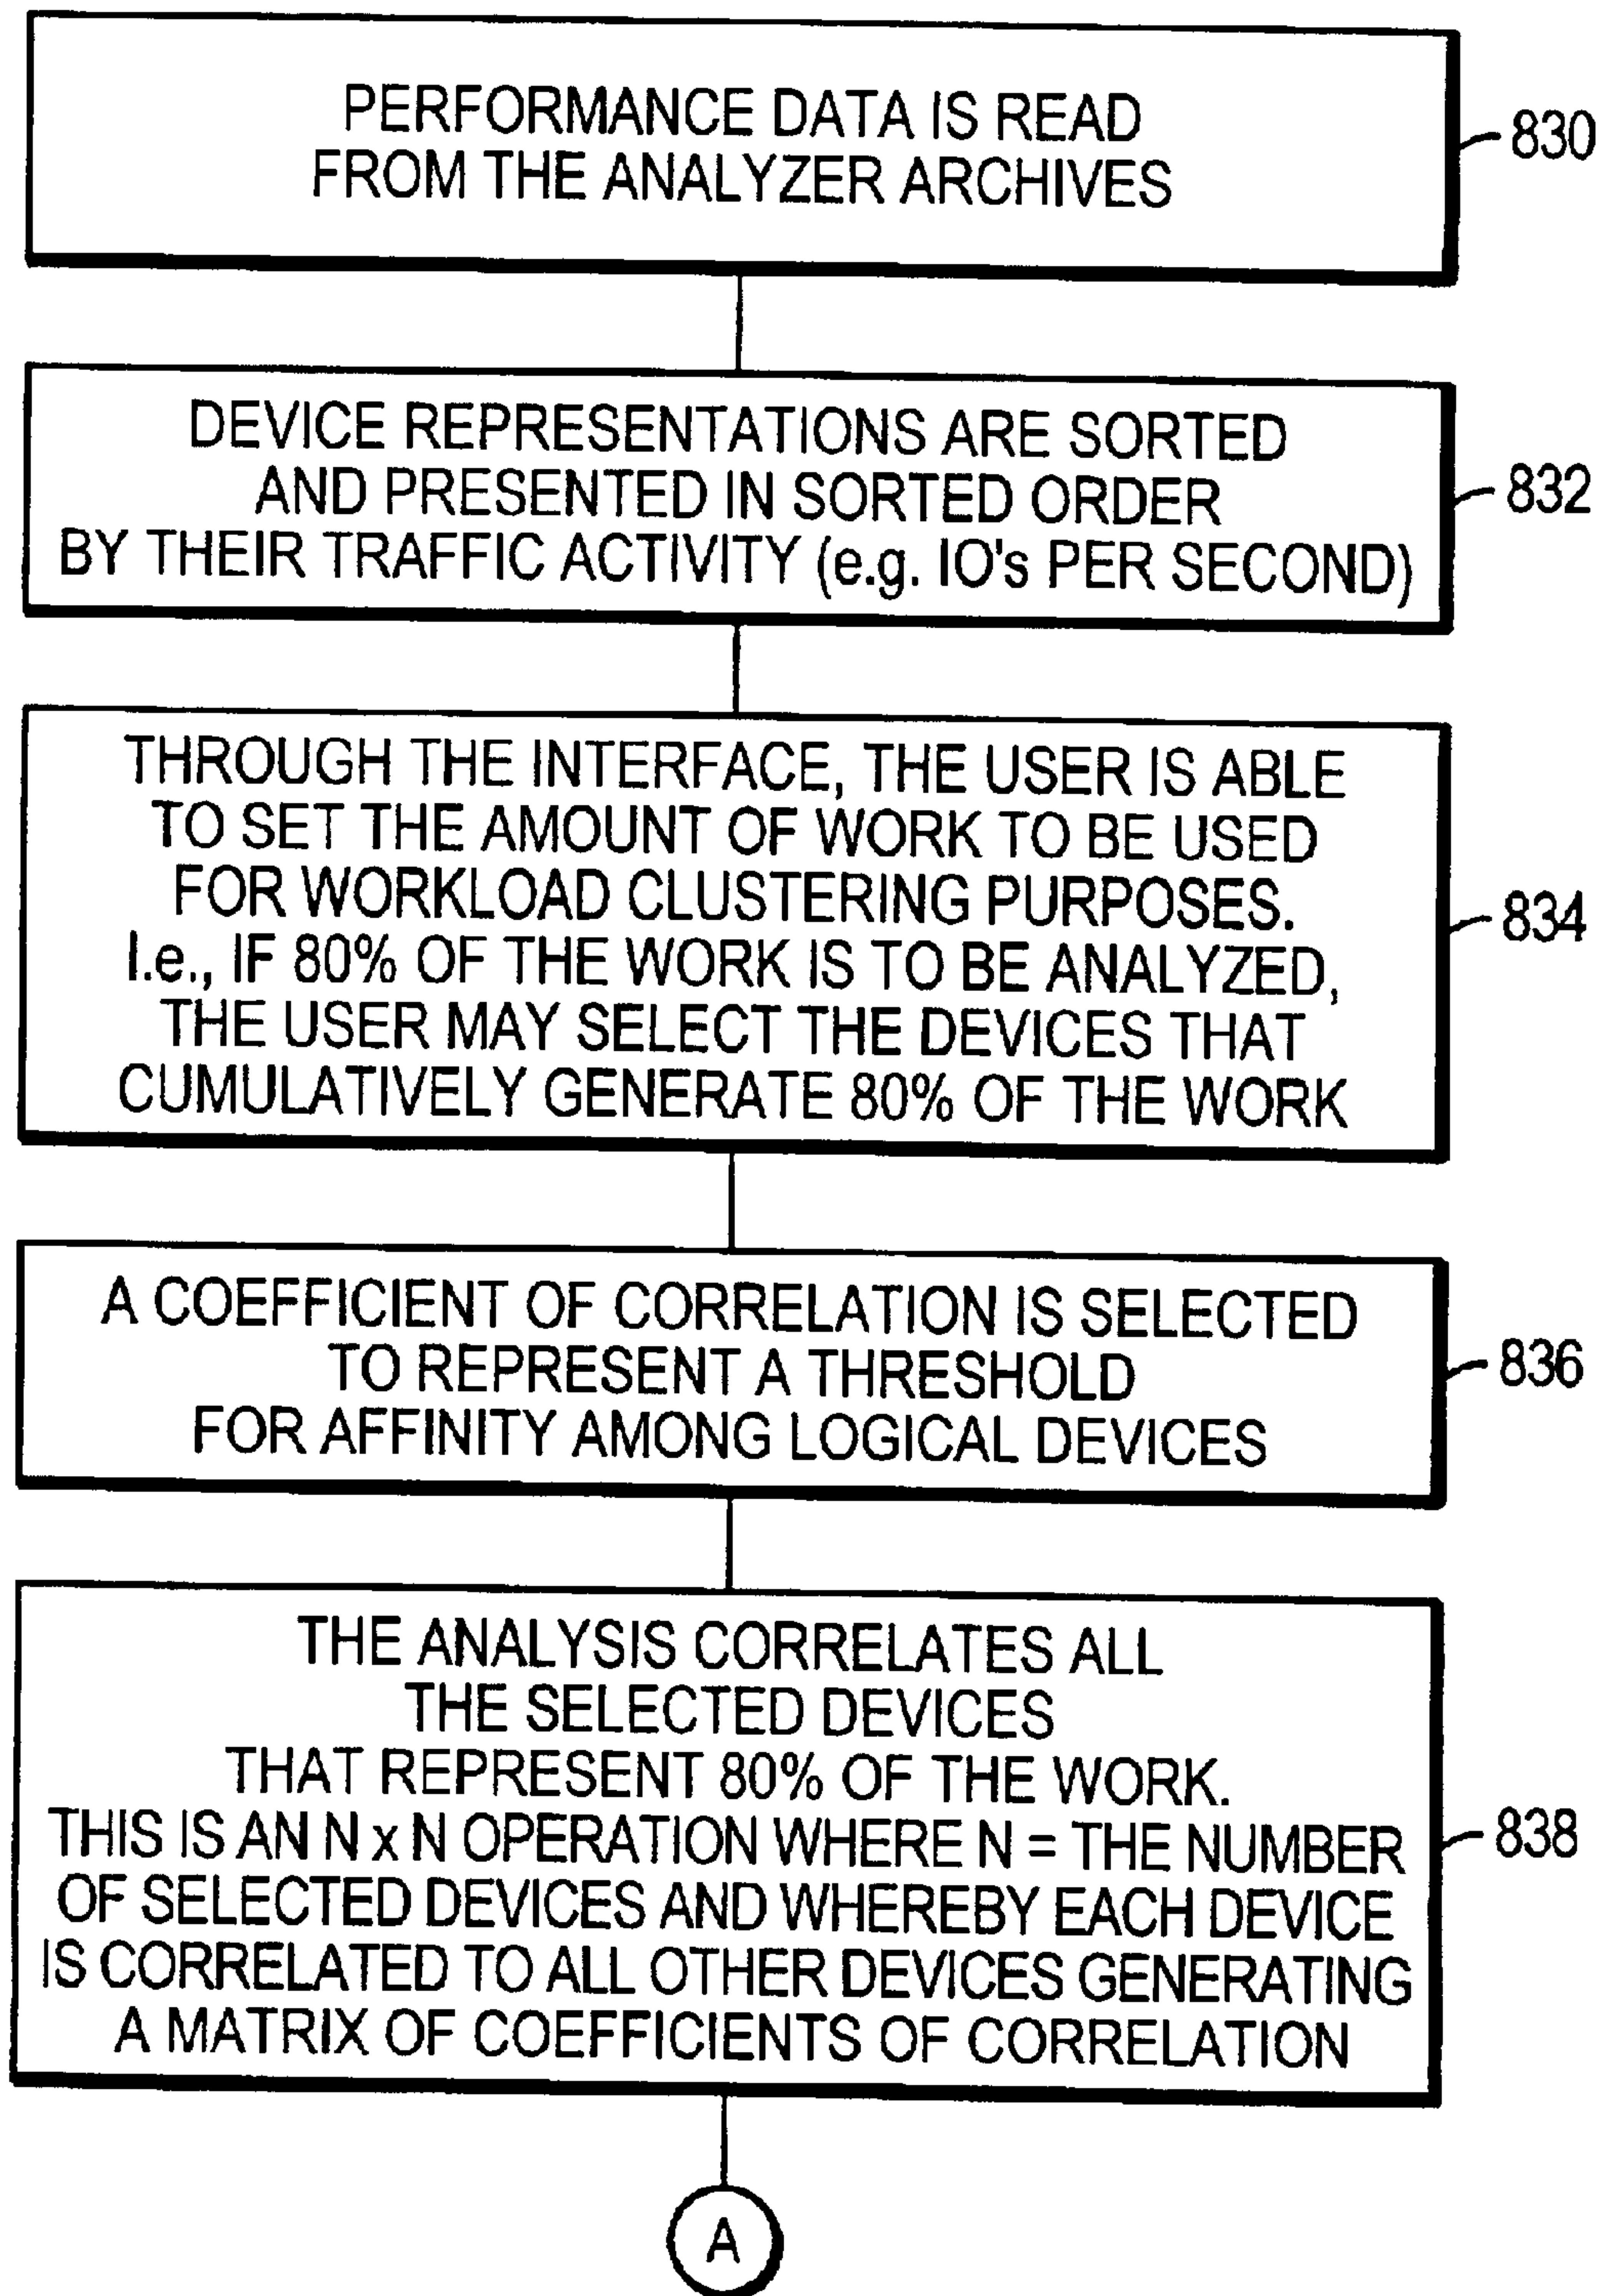 PERFORMANCE DATA IS READ
FROM THE ANALYZER ARCHIVES
830
DEVICE REPRESENTATIONS ARE SORTED
AND PRESENTED IN SORTED ORDER
BY THEIR TRAFFIC ACTIVITY (e.g. IO's PER SECOND)
832
THROUGH THE INTERFACE, THE USER IS ABLE
TO SET THE AMOUNT OF WORK TO BE USED
FOR WORKLOAD CLUSTERING PURPOSES.
I.e., IF 80% OF THE WORK IS TO BE ANALYZED,
THE USER MAY SELECT THE DEVICES THAT
CUMULATIVELY GENERATE 80% OF THE WORK
834
A COEFFICIENT OF CORRELATION IS SELECTED
TO REPRESENT A THRESHOLD
FOR AFFINITY AMONG LOGICAL DEVICES
836
THE ANALYSIS CORRELATES ALL
THE SELECTED DEVICES
THAT REPRESENT 80% OF THE WORK.
THIS IS AN N x N OPERATION WHERE N = THE NUMBER
OF SELECTED DEVICES AND WHEREBY EACH DEVICE
IS CORRELATED TO ALL OTHER DEVICES GENERATING
A MATRIX OF COEFFICIENTS OF CORRELATION
838
A